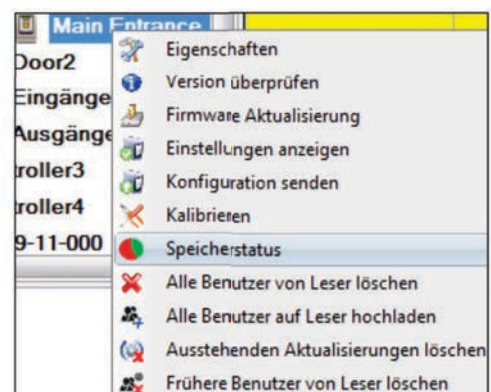 Main Entrance
Door2
Eingänge
Ausgänge
troller3
troller4
9-11-000
Eigenschaften
Version überprüfen
Firmware Aktualisierung
Einstellungen anzeigen
Konfiguration senden
Kalibrieren
Speicherstatus
Alle Benutzer von Leser löschen
Alle Benutzer auf Leser hochladen
Ausstehenden Aktualisierungen löschen
Frühere Benutzer von Leser löschen